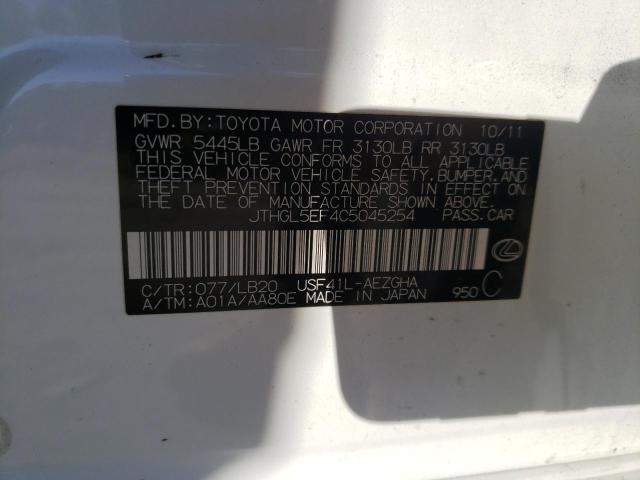 MFD. BY: TOYOTA MOTOR CORPORATION 10/11
GVWR 5445LB GAWR FR 3130LB RR 3130LB
THIS VEHICLE CONFORMS TO ALL APPLICABLE
FEDERAL MOTOR VEHICLE SAFETY, BUMPER, AND
THEFT PREVENTION STANDARDS IN EFFECT ON
THE DATE OF MANUFACTURE SHOWN ABOVE.
JTHGL5EF4C5045254 PASS. CAR
C/TR: 077/LB20 USF41L-AEZGHA
A/TM: A01A/AA80E MADE IN JAPAN 950 C